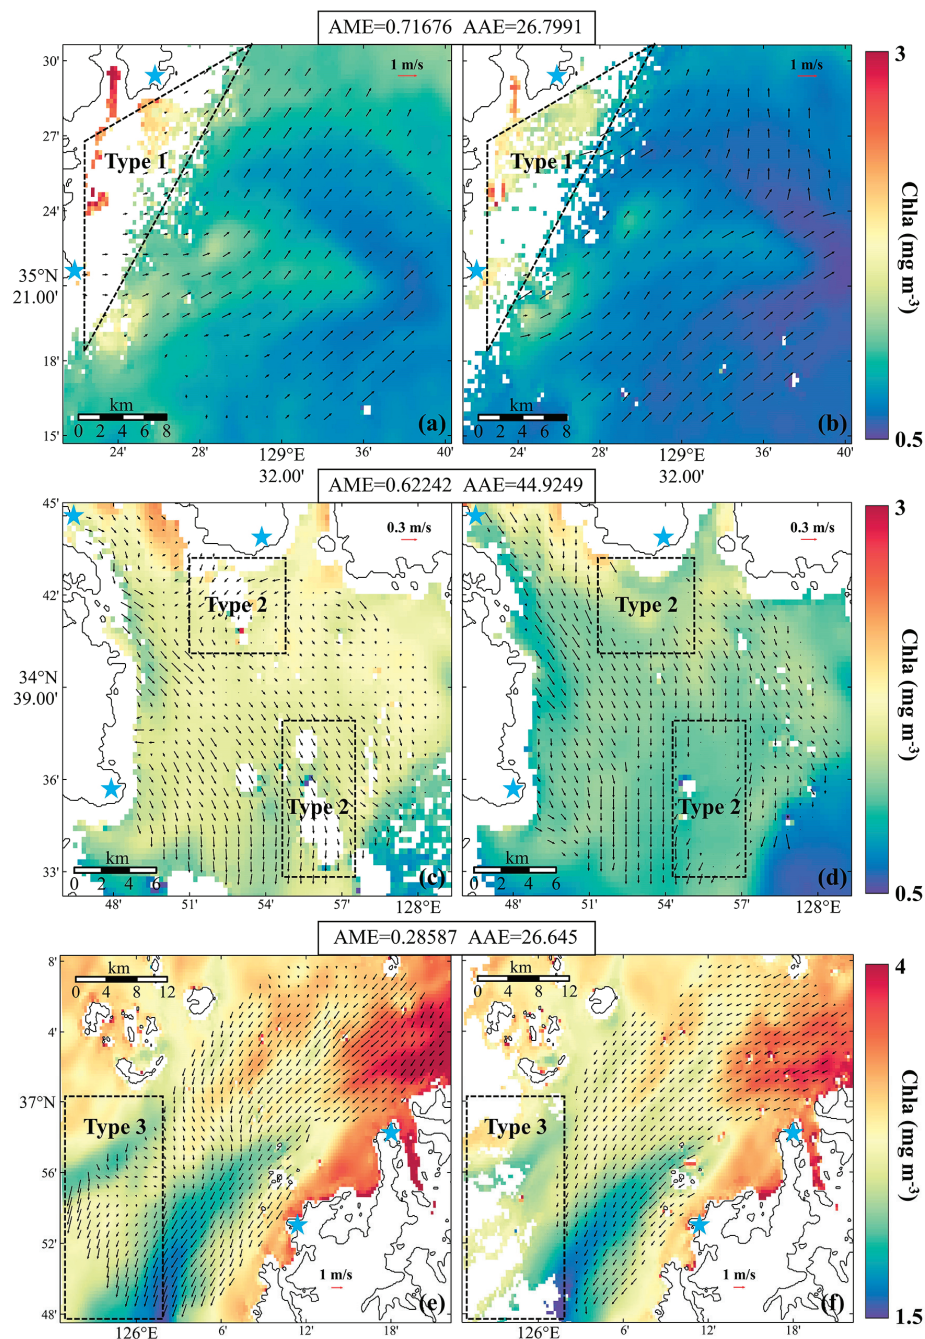 AME=0.71676 AAE=26.7991
30'
27'
24'
35°N
21.00'
18'
15'
1 m/s
Type 1
km
0 2 4 6 8
(a)
24' 28' 129°E 36' 40'
32.00'
1 m/s
Type 1
km
0 2 4 6 8
(b)
24' 28' 129°E 36' 40'
32.00'
3
Chla (mg m-3)
0.5
AME=0.62242 AAE=44.9249
45'
42'
34°N
39.00'
36'
33'
0.3 m/s
Type 2
Type 2
km
0 2 4 6
(c)
48' 51' 54' 57' 128°E
0.3 m/s
Type 2
Type 2
km
0 2 4 6
(d)
48' 51' 54' 57' 128°E
3
Chla (mg m-3)
0.5
AME=0.28587 AAE=26.645
8'
4'
37°N
56'
52'
48'
km
0 4 8 12
Type 3
1 m/s
(e)
126°E 6' 12' 18'
km
0 4 8 12
Type 3
1 m/s
(f)
126°E 6' 12' 18'
4
Chla (mg m-3)
1.5